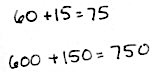 60 + 15 = 75
600 + 150 = 750